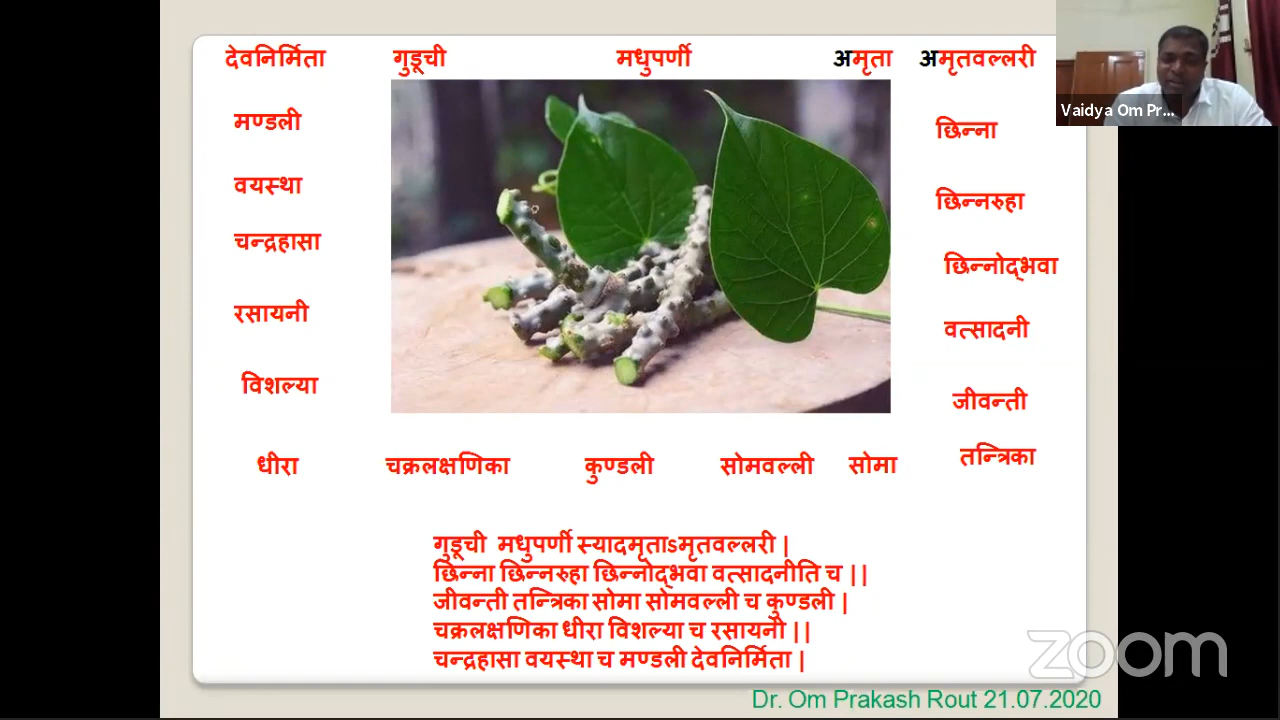 देवनिर्मिता गुडूची मधुपर्णी अमृता अमृतवल्लरी
Vaidya Om Pr...
मण्डली छिन्ना
वयस्था छिन्नरुहा
चन्द्रहासा छिन्नोद्भवा
रसायनी वत्सादनी
विशल्या जीवन्ती
धीरा चक्रलक्षणिका कुण्डली सोमवल्ली सोमा तन्त्रिका
गुडूची मधुपर्णी स्यादमृताऽमृतवल्लरी |
छिन्ना छिन्नरुहा छिन्नोद्भवा वत्सादनीति च ||
जीवन्ती तन्त्रिका सोमा सोमवल्ली च कुण्डली |
चक्रलक्षणिका धीरा विशल्या च रसायनी ||
चन्द्रहासा वयस्था च मण्डली देवनिर्मिता |
zoom
Dr. Om Prakash Rout 21.07.2020